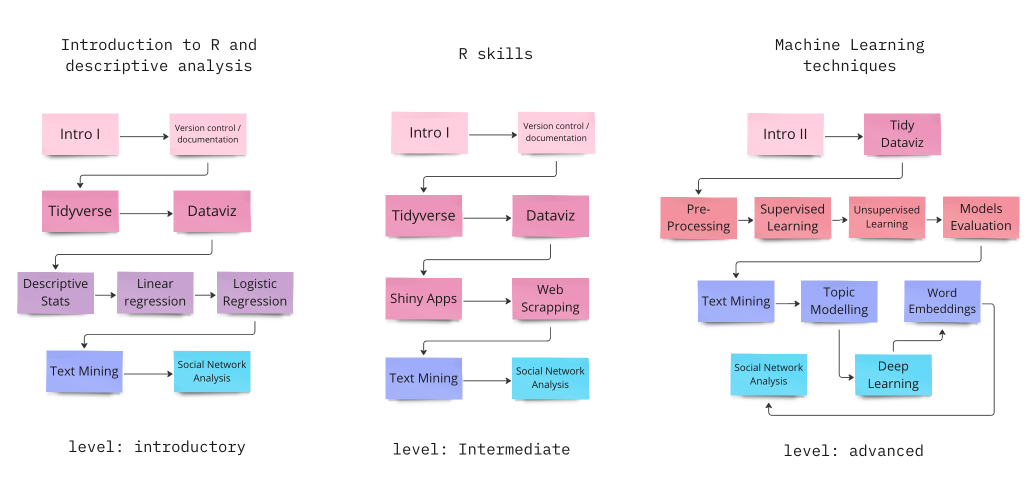 Introduction to R and
descriptive analysis
Intro I
Version control /
documentation
Tidyverse
Dataviz
Descriptive
Stats
Linear
regression
Logistic
Regression
Text Mining
Social Network
Analysis
level: introductory
R skills
Intro I
Version control /
documentation
Tidyverse
Dataviz
Shiny Apps
Web
Scrapping
Text Mining
Social Network
Analysis
level: Intermediate
Machine Learning
techniques
Intro II
Tidy
Dataviz
Pre-
Processing
Supervised
Learning
Unsupervised
Learning
Models
Evaluation
Text Mining
Topic
Modelling
Word
Embeddings
Social Network
Analysis
Deep
Learning
level: advanced